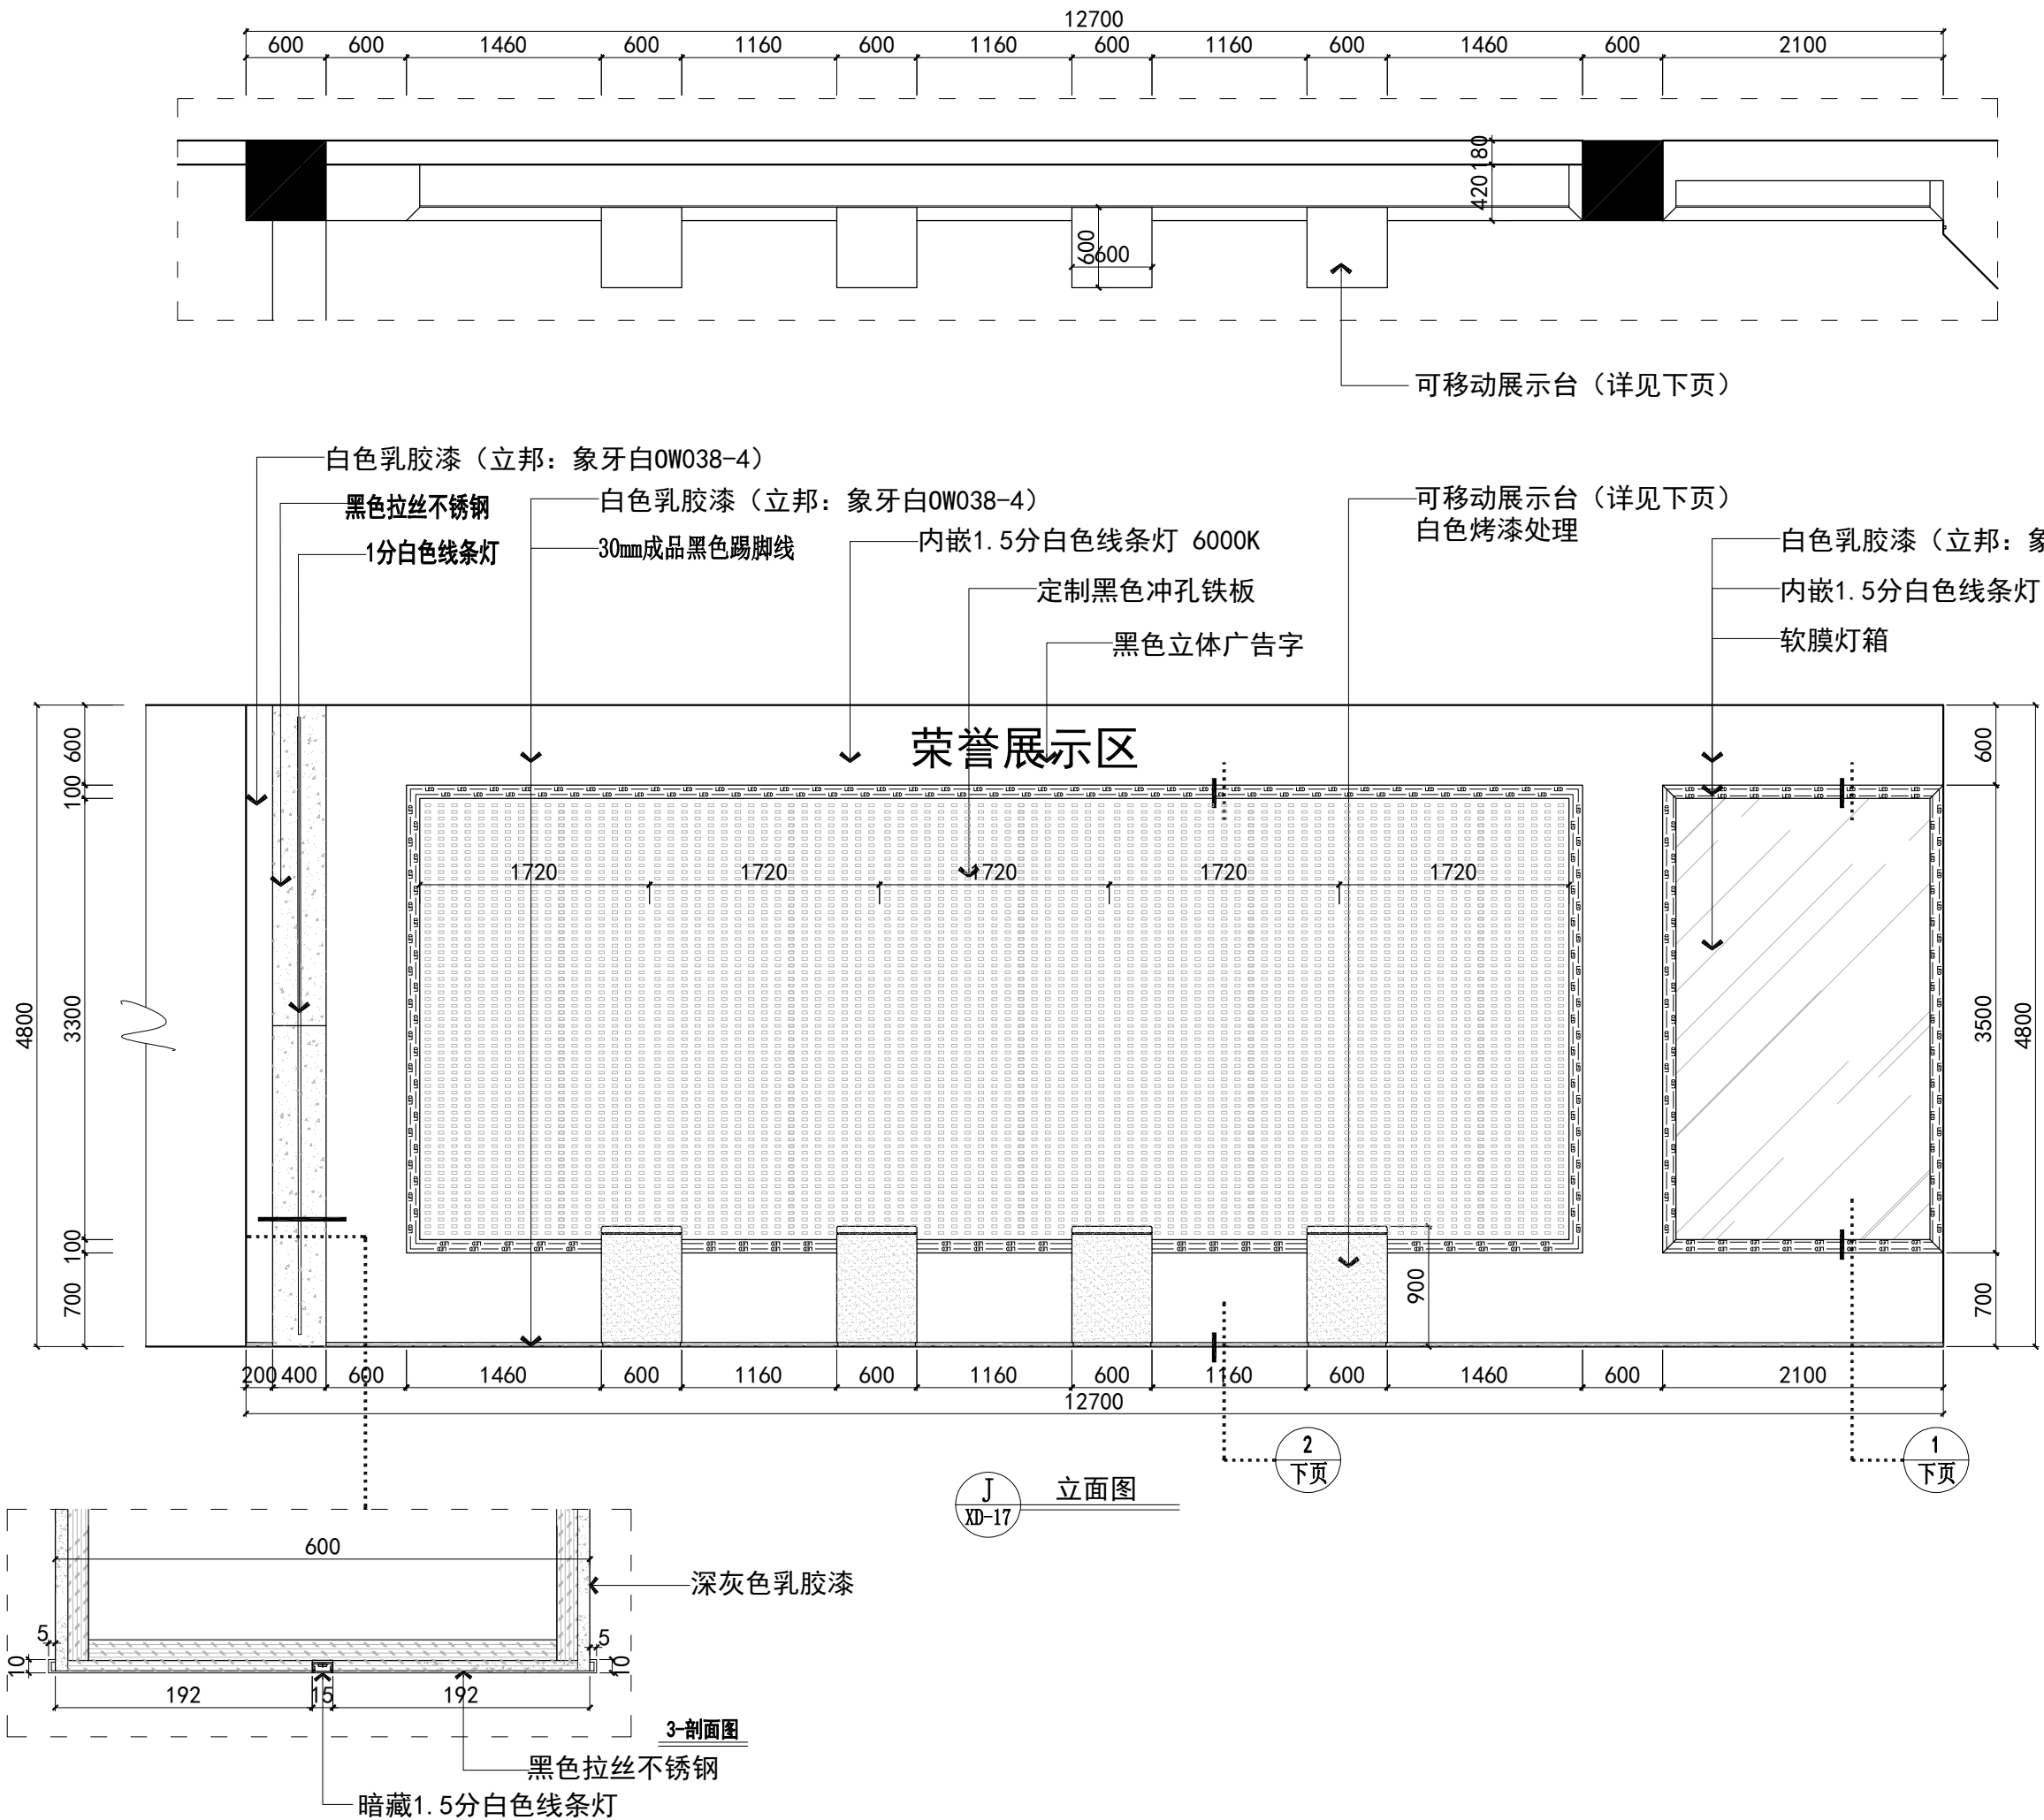 12700
600 600 1460 600 1160 600 1160 600 1160 600 1460 600 2100
180
420
600
600
可移动展示台（详见下页）
白色乳胶漆（立邦：象牙白OW038-4）
黑色拉丝不锈钢
1分白色线条灯
白色乳胶漆（立邦：象牙白OW038-4）
30mm成品黑色踢脚线
内嵌1.5分白色线条灯 6000K
定制黑色冲孔铁板
黑色立体广告字
可移动展示台（详见下页）
白色烤漆处理
白色乳胶漆（立邦：象
内嵌1.5分白色线条灯
软膜灯箱
荣誉展示区
4800
600
100
3300
100
700
1720 1720 1720 1720 1720
900
600
3500
700
4800
200 400 600 1460 600 1160 600 1160 600 1160 600 1460 600 2100
12700
2
下页
1
下页
J
XD-17
立面图
600
深灰色乳胶漆
5
10
5
10
192 15 192
3-剖面图
黑色拉丝不锈钢
暗藏1.5分白色线条灯